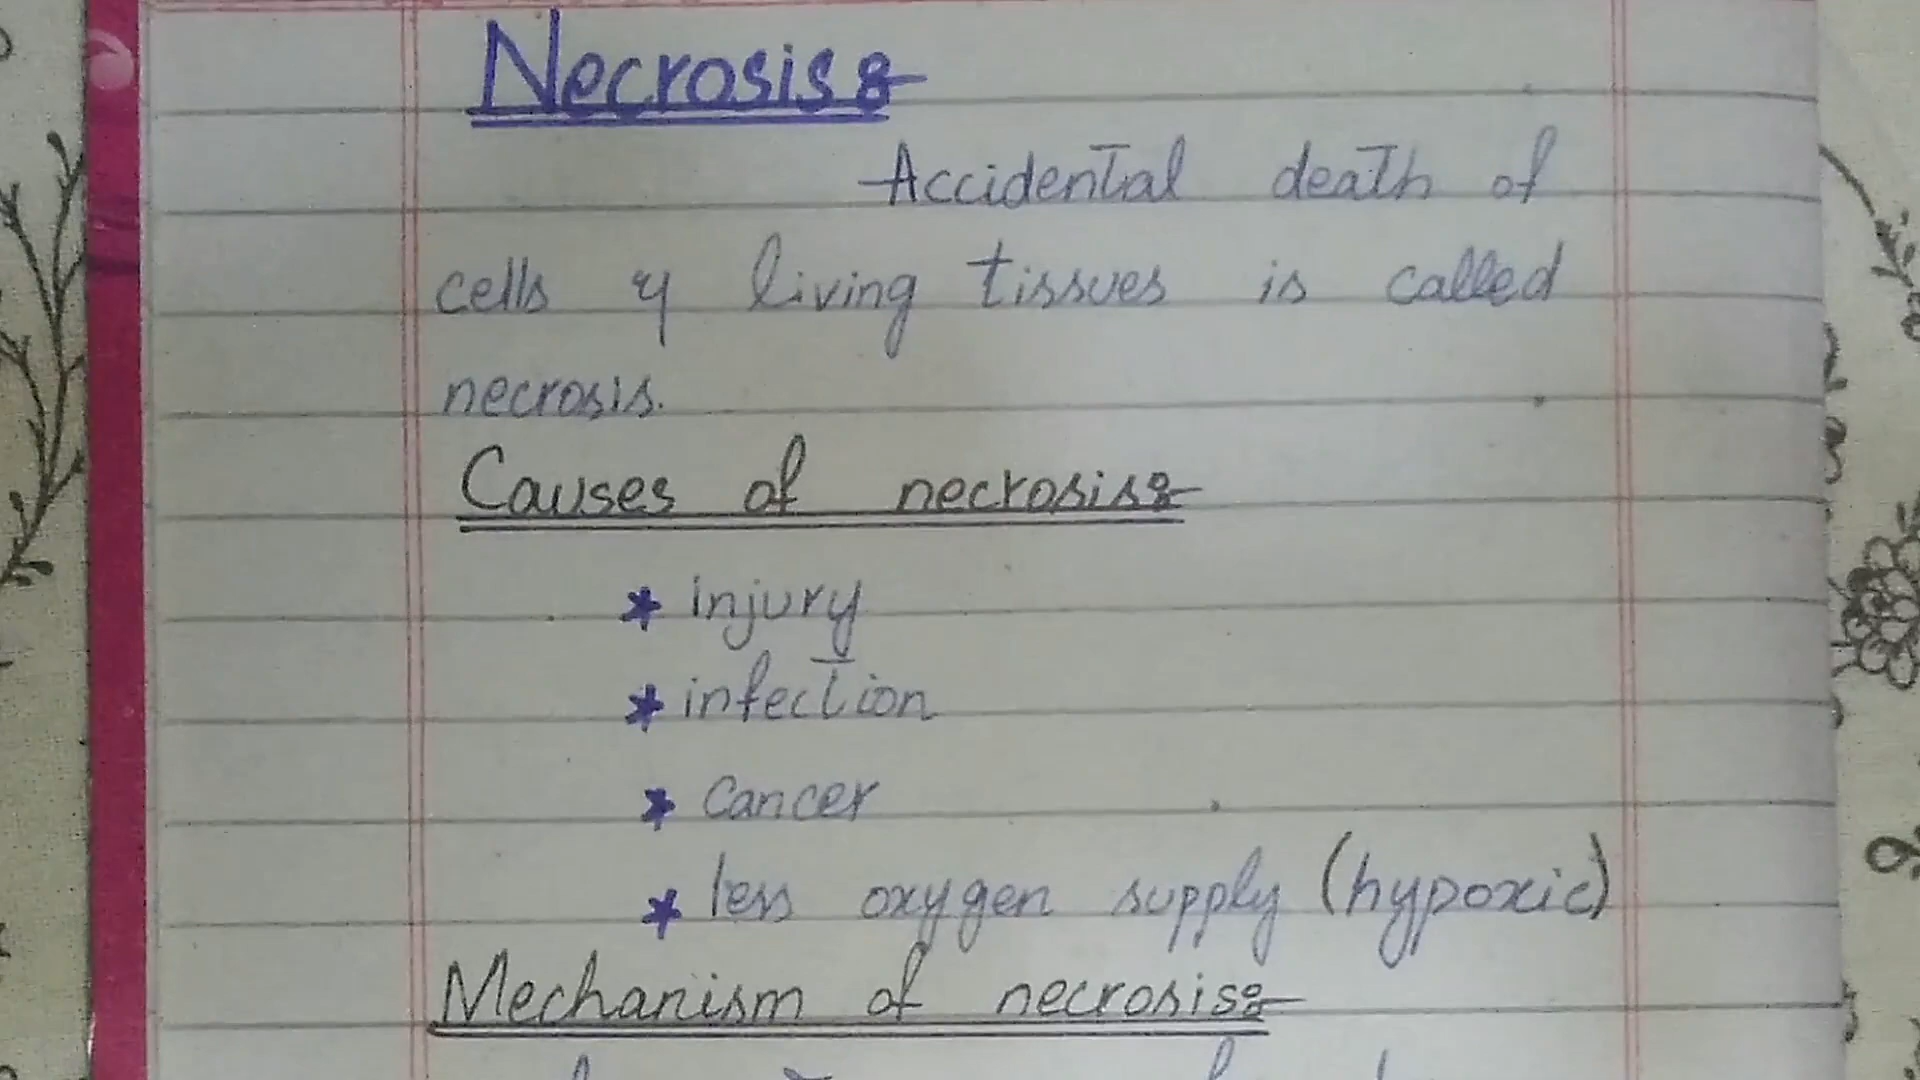 Necrosis:-
Accidental death of
cells & living tissues is called
necrosis.
Causes of necrosis:-
* injury
* infection
* cancer
* less oxygen supply (hypoxic)
Mechanism of necrosis:-